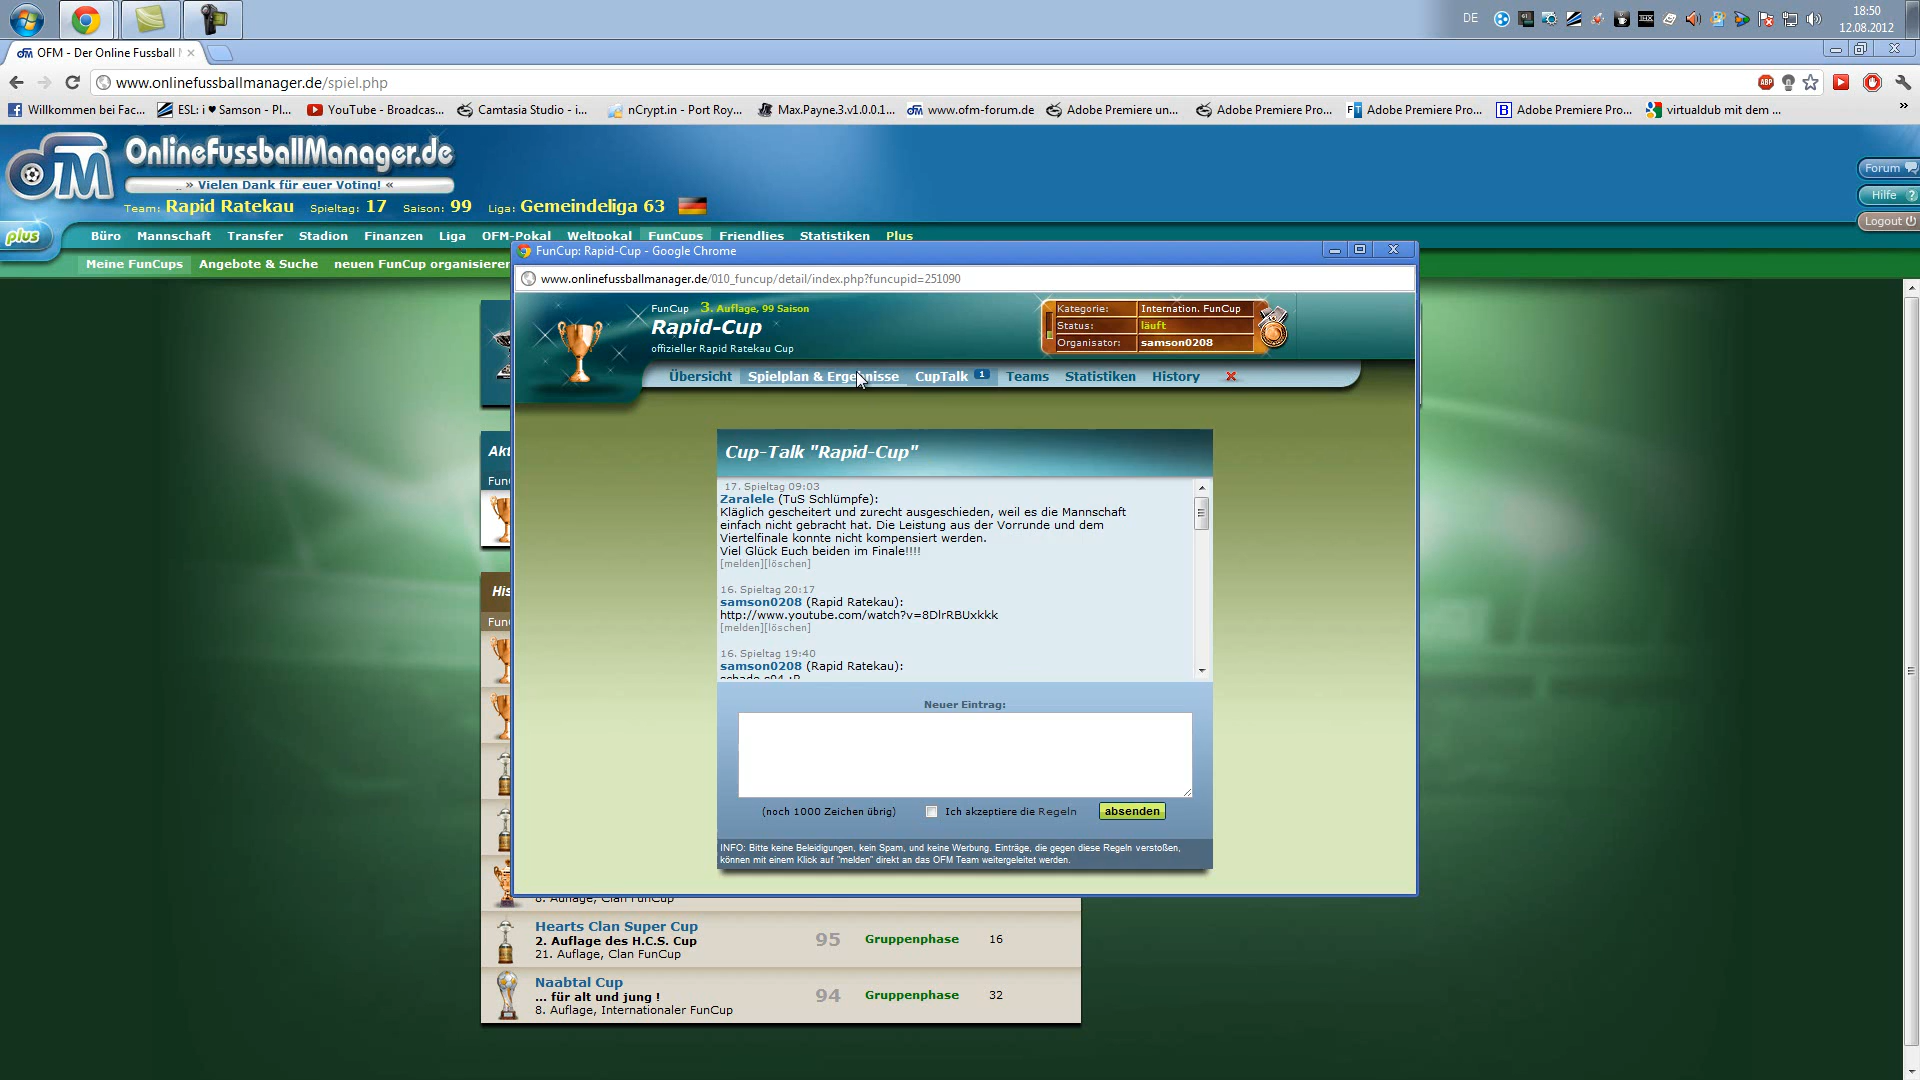 DE
18:50
12.08.2012
OFM - Der Online Fussball M
www.onlinefussballmanager.de/spiel.php
Willkommen bei Fac...
ESL: i ♥ Samson - Pl...
YouTube - Broadcas...
Camtasia Studio - i...
nCrypt.in - Port Roy...
Max.Payne.3.v1.0.0.1...
www.ofm-forum.de
Adobe Premiere un...
Adobe Premiere Pro...
Adobe Premiere Pro...
Adobe Premiere Pro...
virtualdub mit dem ...
»
OFM
OnlineFussballManager.de
... » Vielen Dank für euer Voting! «
Team: Rapid Ratekau Spieltag: 17 Saison: 99 Liga: Gemeindeliga 63
Forum
Hilfe ?
Logout
plus
Büro Mannschaft Transfer Stadion Finanzen Liga OFM-Pokal Weltpokal FunCups Friendlies Statistiken Plus
Meine FunCups Angebote & Suche neuen FunCup organisieren
FunCup: Rapid-Cup - Google Chrome
www.onlinefussballmanager.de/010_funcup/detail/index.php?funcupid=251090
FunCup 3. Auflage, 99 Saison
Rapid-Cup
offizieller Rapid Ratekau Cup
Kategorie: Internation. FunCup
Status: läuft
Organisator: samson0208
Übersicht Spielplan & Ergebnisse CupTalk 1 Teams Statistiken History
Cup-Talk "Rapid-Cup"
17. Spieltag 09:03
Zaralele (TuS Schlümpfe):
Kläglich gescheitert und zurecht ausgeschieden, weil es die Mannschaft
einfach nicht gebracht hat. Die Leistung aus der Vorrunde und dem
Viertelfinale konnte nicht kompensiert werden.
Viel Glück Euch beiden im Finale!!!!
[melden][löschen]
16. Spieltag 20:17
samson0208 (Rapid Ratekau):
http://www.youtube.com/watch?v=8DlrRBUxkkk
[melden][löschen]
16. Spieltag 19:40
samson0208 (Rapid Ratekau):
schade s04 :P
Neuer Eintrag:
(noch 1000 Zeichen übrig) Ich akzeptiere die Regeln absenden
INFO: Bitte keine Beleidigungen, kein Spam, und keine Werbung. Einträge, die gegen diese Regeln verstoßen,
können mit einem Klick auf "melden" direkt an das OFM Team weitergeleitet werden.
Akt
FunC
His
FunC
8. Auflage, Clan FunCup
Hearts Clan Super Cup
2. Auflage des H.C.S. Cup
21. Auflage, Clan FunCup
95 Gruppenphase 16
Naabtal Cup
... für alt und jung !
8. Auflage, Internationaler FunCup
94 Gruppenphase 32